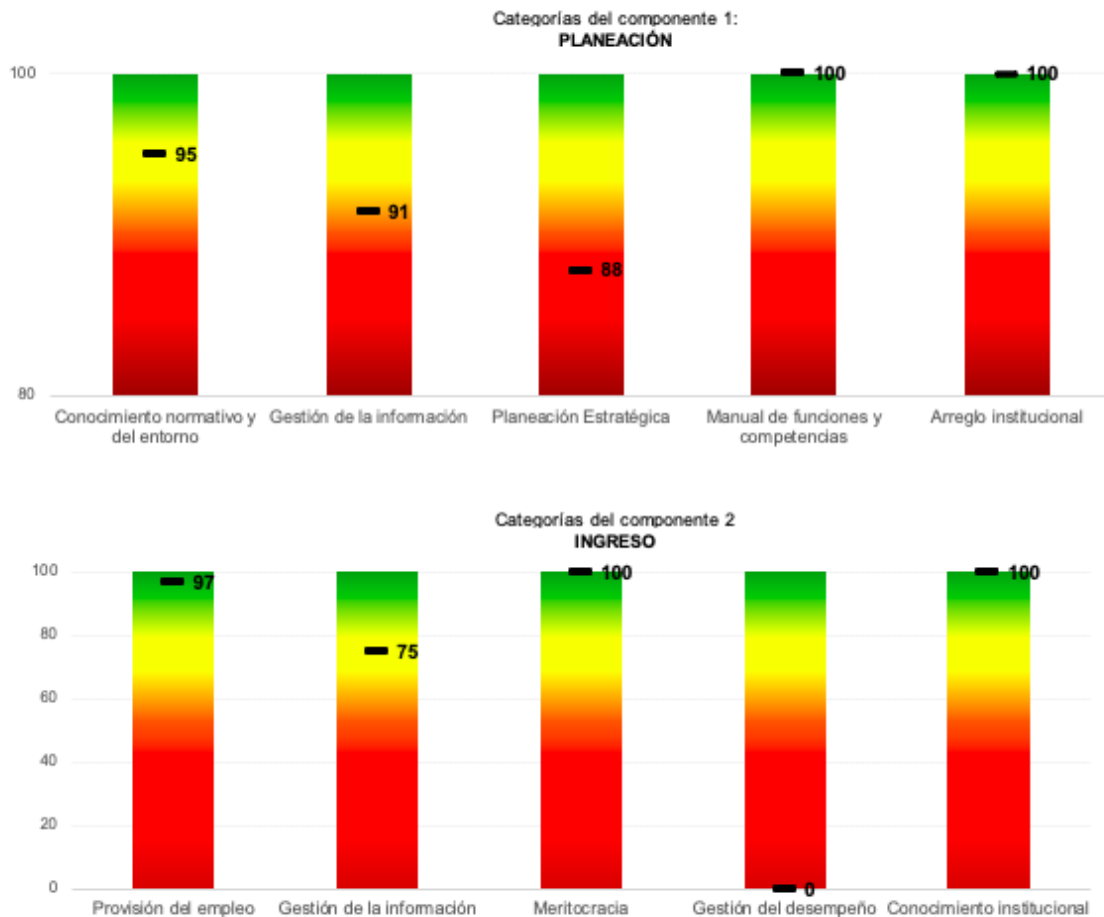 Categorías del componente 1:
PLANEACIÓN
100
95
91
88
100
100
80
Conocimiento normativo y
del entorno
Gestión de la información
Planeación Estratégica
Manual de funciones y
competencias
Arreglo institucional
Categorías del componente 2
INGRESO
100
80
60
40
20
0
97
75
100
0
100
Provisión del empleo
Gestión de la información
Meritocracia
Gestión del desempeño
Conocimiento institucional